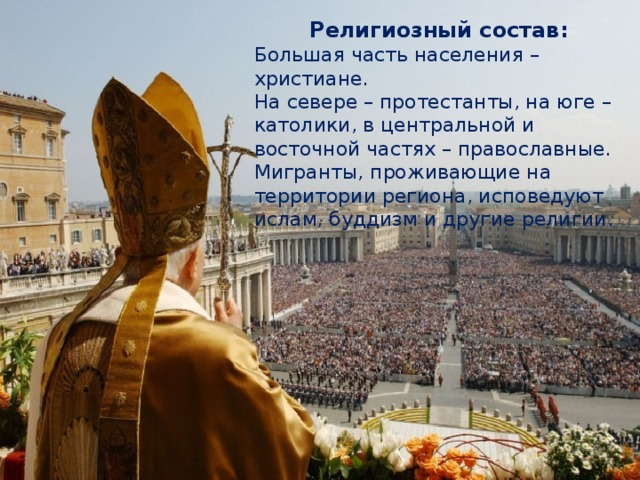 Религиозный состав:
Большая часть населения –
христиане.
На севере – протестанты, на юге –
католики, в центральной и
восточной частях – православные.
Мигранты, проживающие на
территории региона, исповедуют
ислам, буддизм и другие религии.